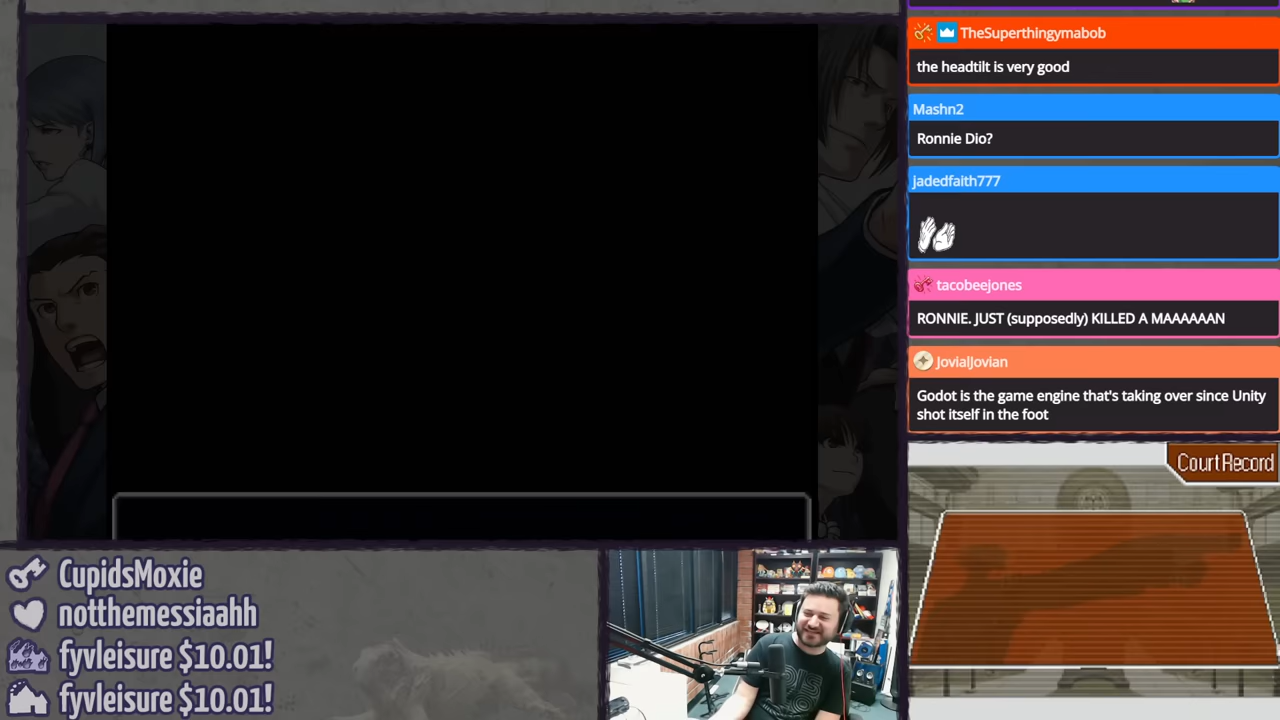 TheSuperthingymabob
the headtilt is very good
Mashn2
Ronnie Dio?
jadedfaith777
tacobeejones
RONNIE. JUST (supposedly) KILLED A MAAAAAAN
JovialJovian
Godot is the game engine that's taking over since Unity
shot itself in the foot
Court Record
CupidsMoxie
notthemessiaahh
fyvleisure $10.01!
fyvleisure $10.01!